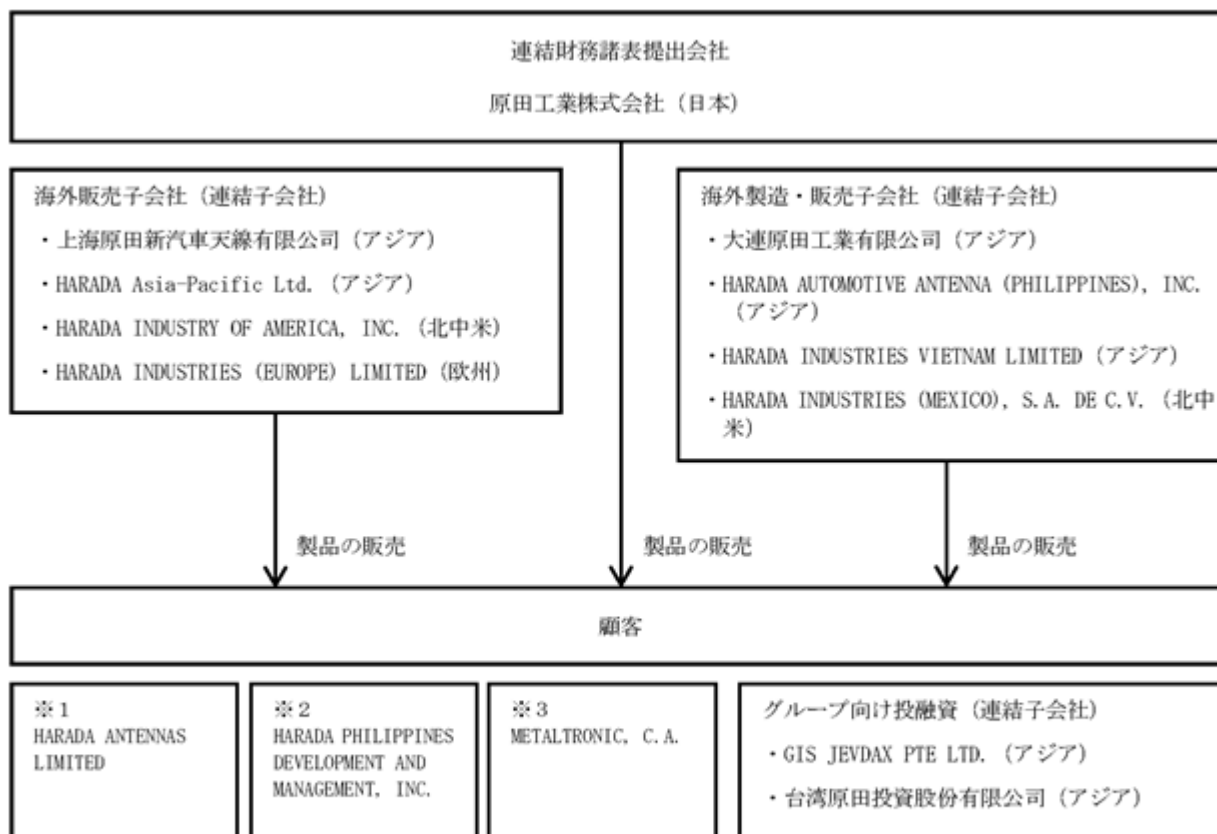 連結財務諸表提出会社
原田工業株式会社（日本）
海外販売子会社（連結子会社）
・上海原田新汽車天線有限公司（アジア）
・HARADA Asia-Pacific Ltd.（アジア）
・HARADA INDUSTRY OF AMERICA, INC.（北中米）
・HARADA INDUSTRIES (EUROPE) LIMITED（欧州）
海外製造・販売子会社（連結子会社）
・大連原田工業有限公司（アジア）
・HARADA AUTOMOTIVE ANTENNA (PHILIPPINES), INC.
（アジア）
・HARADA INDUSTRIES VIETNAM LIMITED（アジア）
・HARADA INDUSTRIES (MEXICO), S.A. DE C.V.（北中
米）
製品の販売
製品の販売
製品の販売
顧客
※１
HARADA ANTENNAS
LIMITED
※２
HARADA PHILIPPINES
DEVELOPMENT AND
MANAGEMENT, INC.
※３
METALTRONIC, C.A.
グループ向け投融資（連結子会社）
・GIS JEVDAX PTE LTD.（アジア）
・台湾原田投資股份有限公司（アジア）